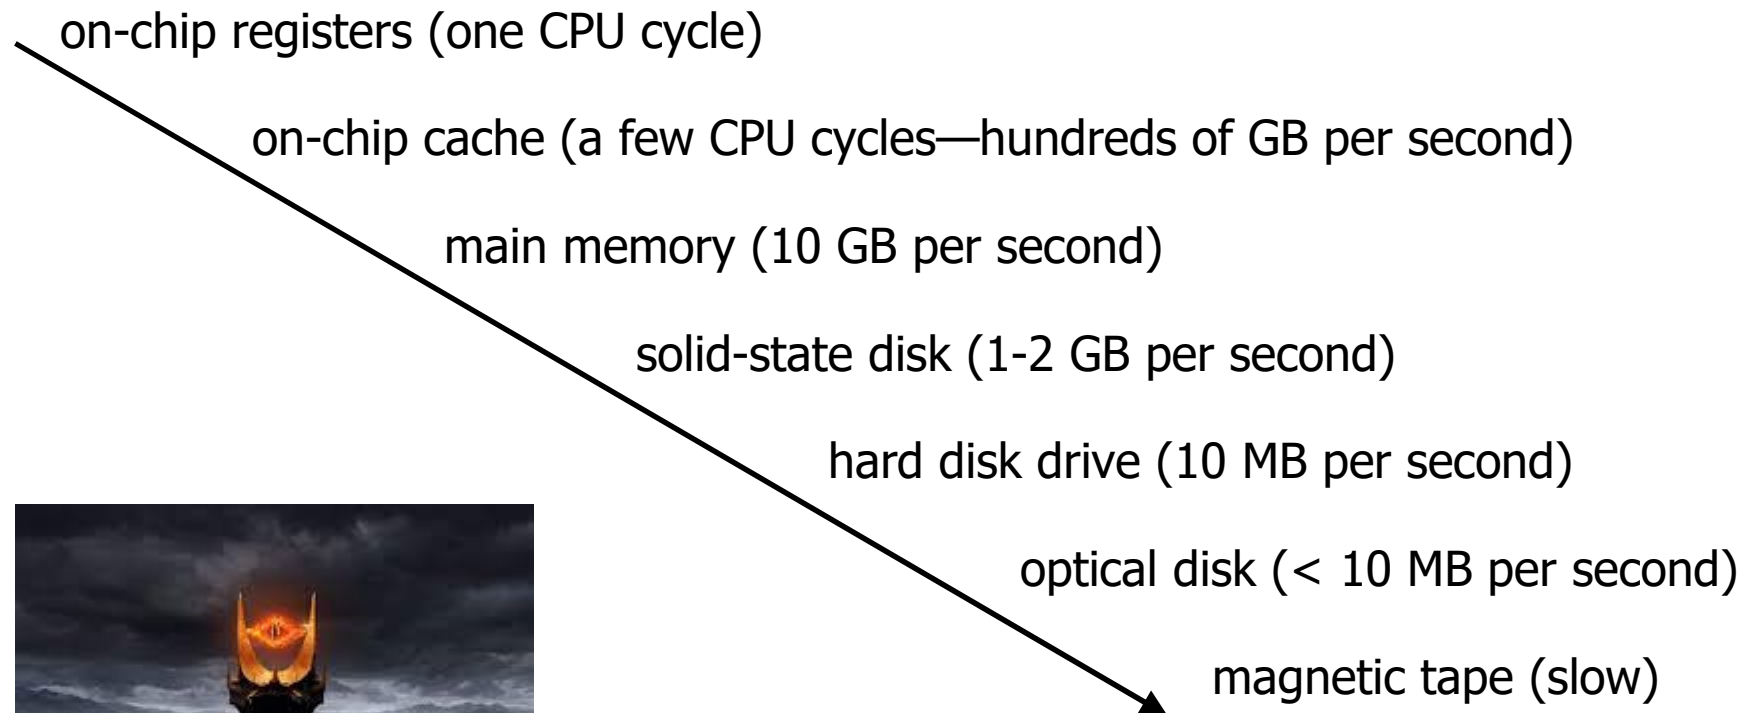 on-chip registers (one CPU cycle)
on-chip cache (a few CPU cycles—hundreds of GB per second)
main memory (10 GB per second)
solid-state disk (1-2 GB per second)
hard disk drive (10 MB per second)
optical disk (< 10 MB per second)
magnetic tape (slow)